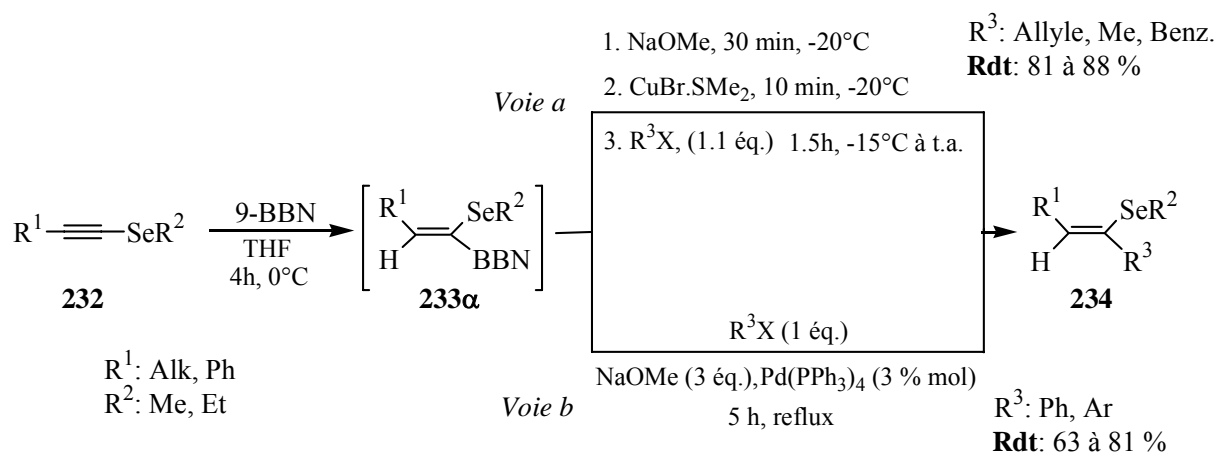 1. NaOMe, 30 min, -20°C
2. CuBr.SMe₂, 10 min, -20°C
R³: Allyle, Me, Benz.
Rdt: 81 à 88 %
Voie a
3. R³X, (1.1 éq.) 1.5h, -15°C à t.a.
R¹ SeR²
232
9-BBN
THF
4h, 0°C
R¹ SeR²
H BBN
233α
R¹ SeR²
H R³
234
R³X (1 éq.)
R¹: Alk, Ph
R²: Me, Et
NaOMe (3 éq.),Pd(PPh₃)₄ (3 % mol)
Voie b
5 h, reflux
R³: Ph, Ar
Rdt: 63 à 81 %